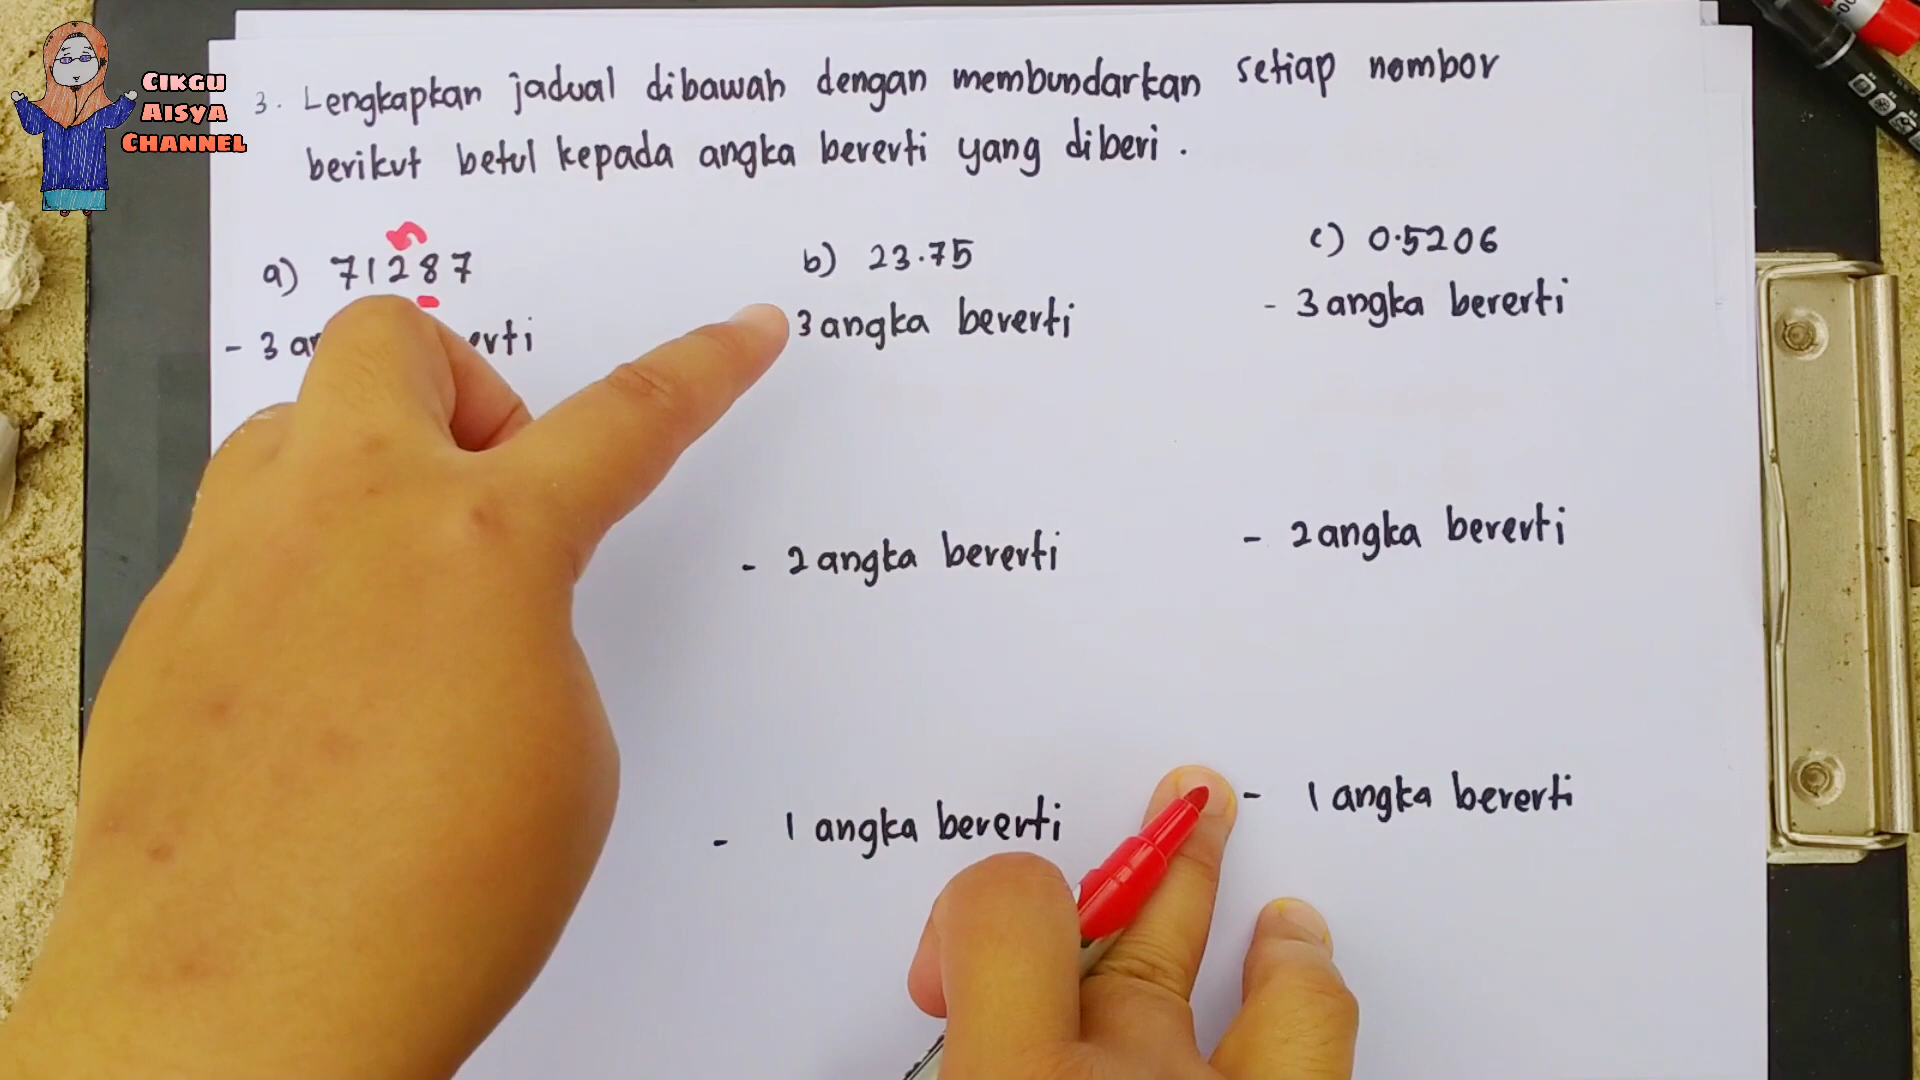 Cikgu
Aisya
Channel
3. Lengkapkan jadual dibawah dengan membundarkan setiap nombor
berikut betul kepada angka bererti yang diberi.
a) 71287
- 3
b) 23.75
3 angka bererti
- 2 angka bererti
- 1 angka bererti
c) 0.5206
- 3 angka bererti
- 2 angka bererti
- 1 angka bererti